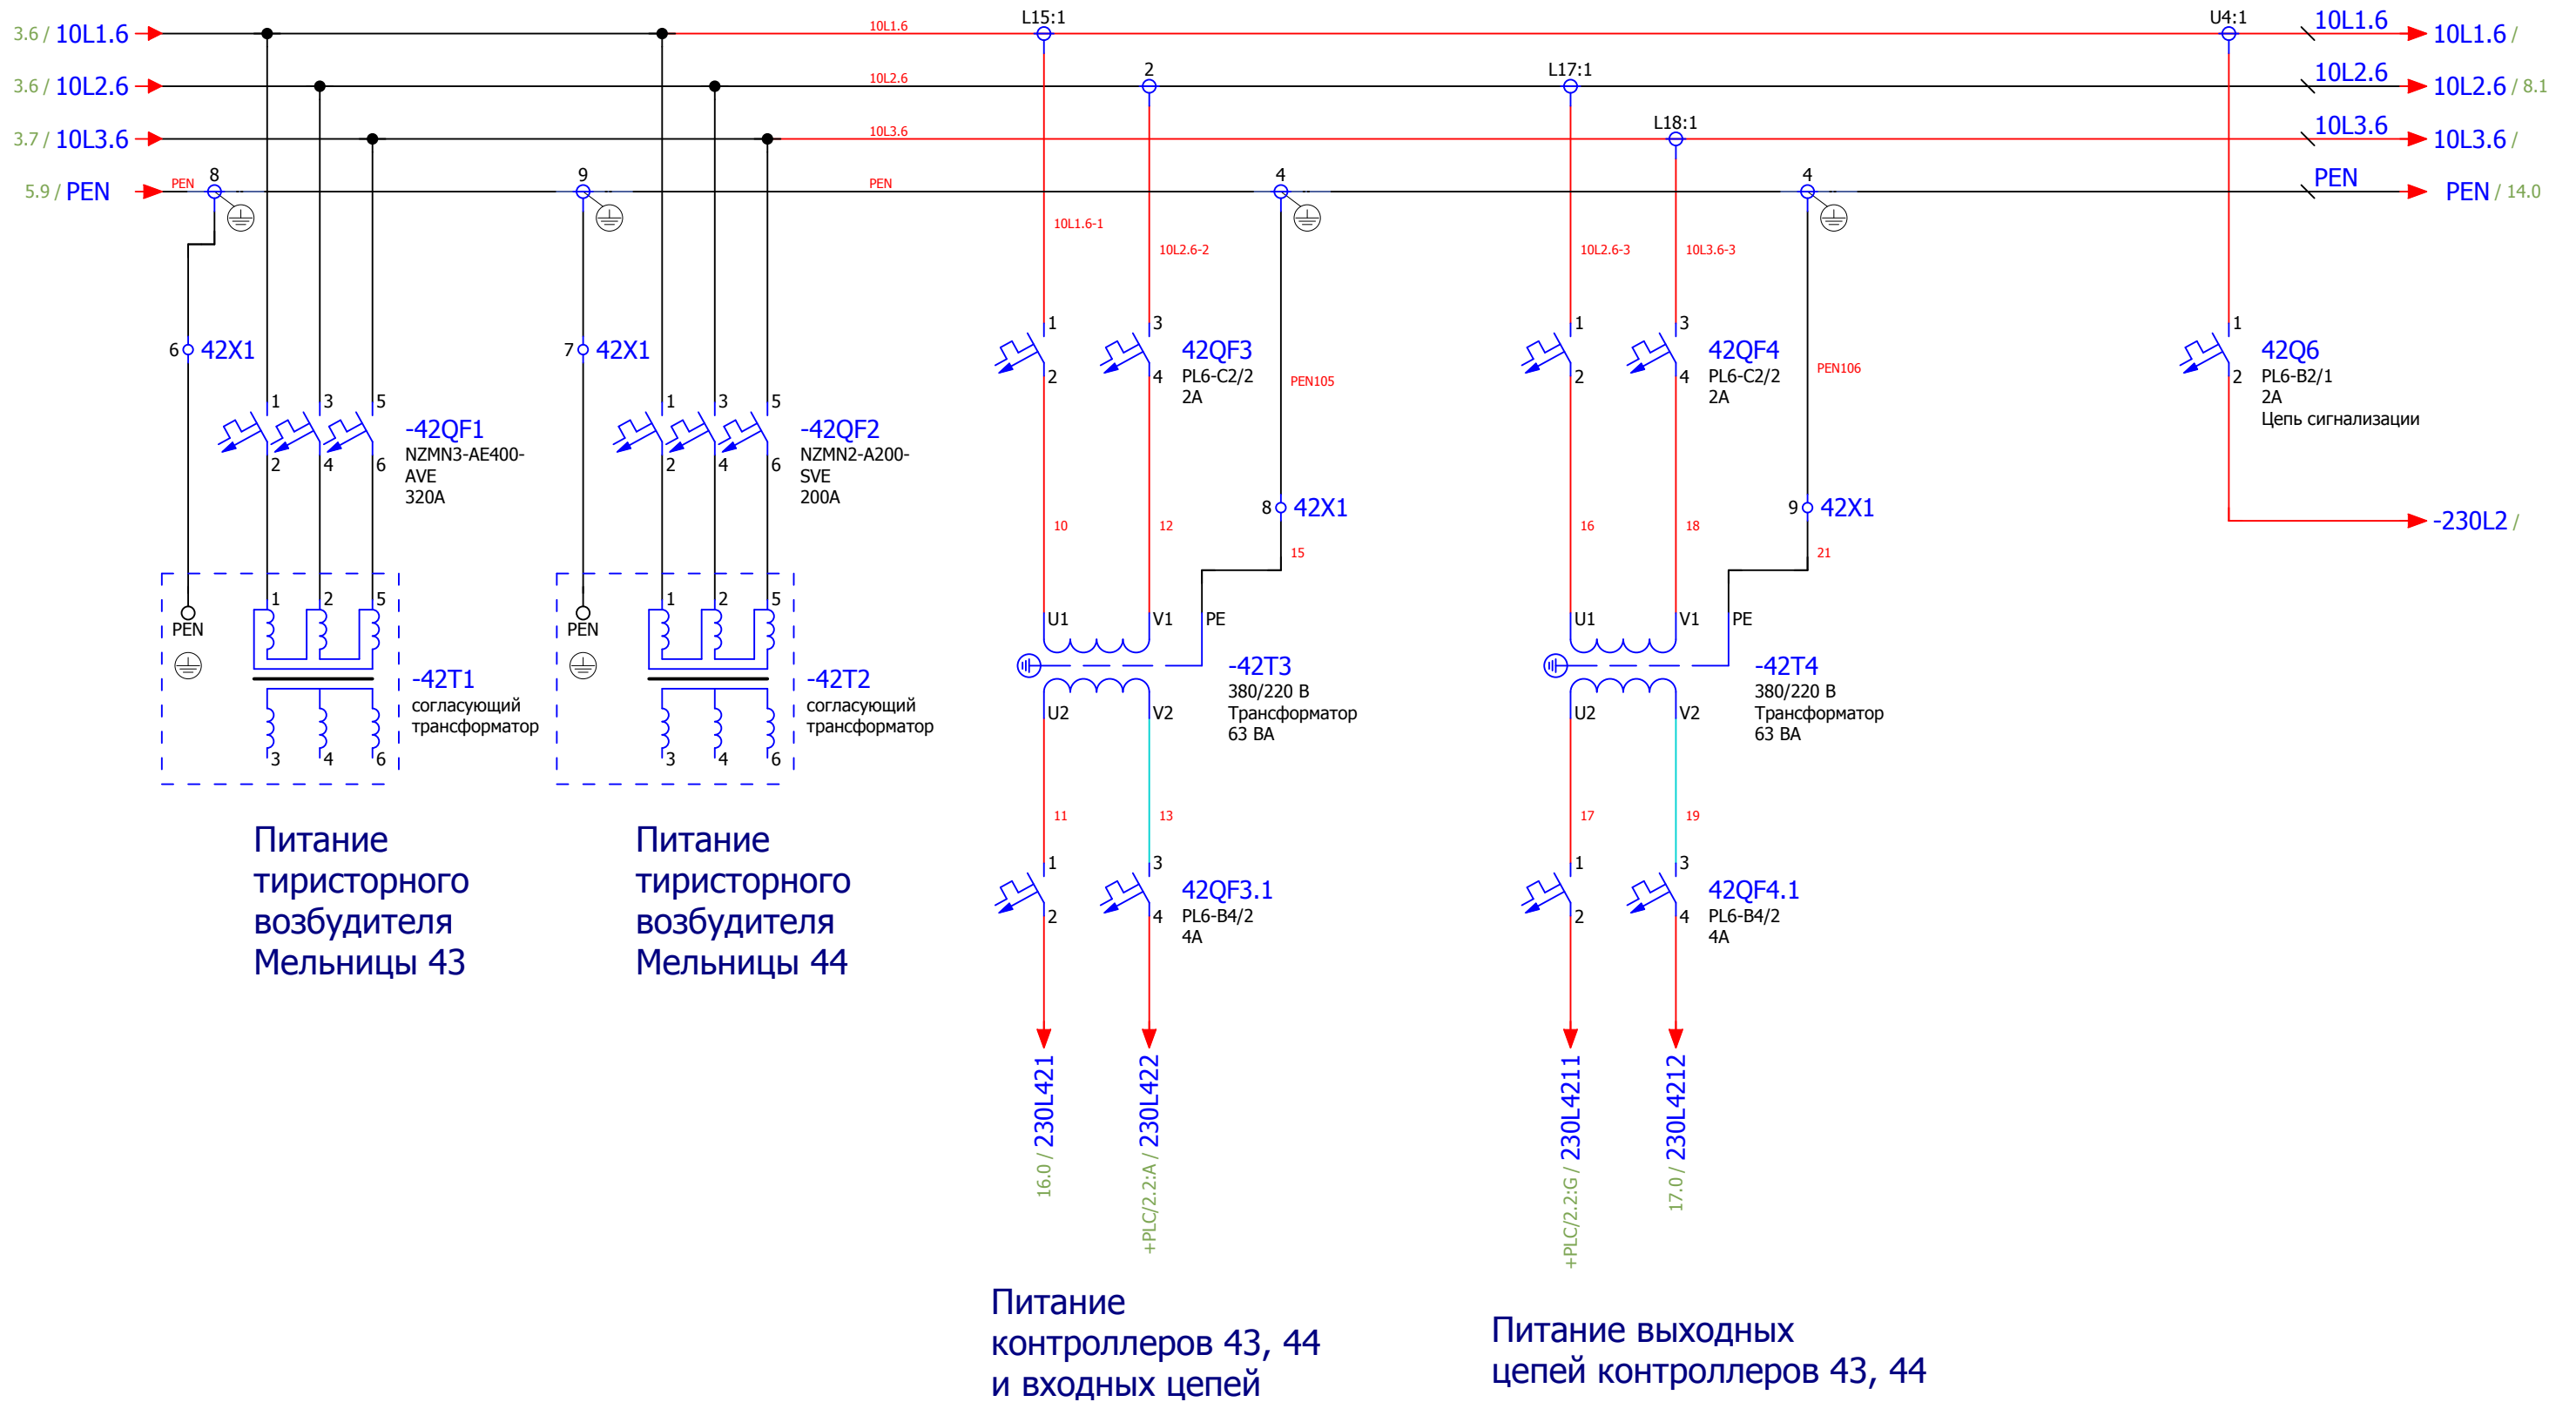 L15:1
U4:1
3.6 / 10L1.6
10L1.6
10L1.6
10L1.6 /
2
L17:1
3.6 / 10L2.6
10L2.6
10L2.6
10L2.6 / 8.1
L18:1
3.7 / 10L3.6
10L3.6
10L3.6
10L3.6 /
8
9
4
4
5.9 / PEN
PEN
PEN
PEN
PEN / 14.0
10L1.6-1
10L2.6-2
10L2.6-3
10L3.6-3
6
42X1
7
42X1
1
2
3
4
42QF3
PL6-C2/2
2A
PEN105
1
2
3
4
42QF4
PL6-C2/2
2A
PEN106
1
2
42Q6
PL6-B2/1
2A
Цепь сигнализации
1
3
5
2
4
6
-42QF1
NZMN3-AE400-
AVE
320A
1
3
5
2
4
6
-42QF2
NZMN2-A200-
SVE
200A
8
42X1
9
42X1
10
12
15
16
18
21
-230L2 /
PEN
1
2
5
3
4
6
-42T1
согласующий
трансформатор
PEN
1
2
5
3
4
6
-42T2
согласующий
трансформатор
U1
V1
PE
U2
V2
-42T3
380/220 В
Трансформатор
63 ВА
U1
V1
PE
U2
V2
-42T4
380/220 В
Трансформатор
63 ВА
11
13
17
19
Питание
тиристорного
возбудителя
Мельницы 43
Питание
тиристорного
возбудителя
Мельницы 44
1
2
3
4
42QF3.1
PL6-B4/2
4A
1
2
3
4
42QF4.1
PL6-B4/2
4A
16.0 / 230L421
+PLC/2.2:A / 230L422
+PLC/2.2:G / 230L4211
17.0 / 230L4212
Питание
контроллеров 43, 44
и входных цепей
Питание выходных
цепей контроллеров 43, 44